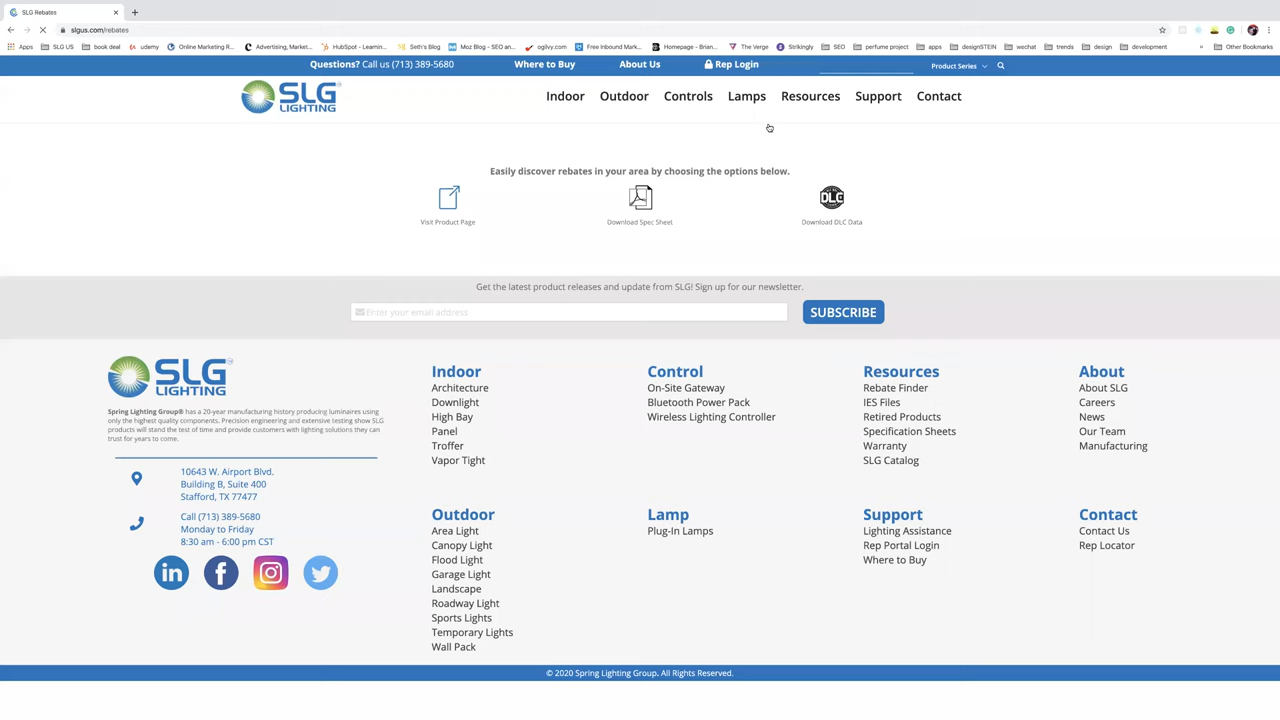 SLG Rebates
slgus.com/rebates
Apps
SLG US
book deal
udemy
Online Marketing R...
Advertising, Market...
HubSpot - Learnin...
Seth's Blog
Moz Blog - SEO an...
ogilvy.com
Free Inbound Mark...
Homepage - Brian...
The Verge
Strikingly
SEO
perfume project
apps
designSTEIN
wechat
trends
design
development
»
Other Bookmarks
Questions? Call us (713) 389-5680
Where to Buy
About Us
Rep Login
Product Series
SLG
LIGHTING
Indoor
Outdoor
Controls
Lamps
Resources
Support
Contact
Easily discover rebates in your area by choosing the options below.
DLC
Visit Product Page
Download Spec Sheet
Download DLC Data
Get the latest product releases and update from SLG! Sign up for our newsletter.
Enter your email address
SUBSCRIBE
SLG
LIGHTING
Spring Lighting Group® has a 20-year manufacturing history producing luminaires using
only the highest quality components. Precision engineering and extensive testing show SLG
products will stand the test of time and provide customers with lighting solutions they can
trust for years to come.
10643 W. Airport Blvd.
Building B, Suite 400
Stafford, TX 77477
Call (713) 389-5680
Monday to Friday
8:30 am - 6:00 pm CST
Indoor
Architecture
Downlight
High Bay
Panel
Troffer
Vapor Tight
Control
On-Site Gateway
Bluetooth Power Pack
Wireless Lighting Controller
Resources
Rebate Finder
IES Files
Retired Products
Specification Sheets
Warranty
SLG Catalog
About
About SLG
Careers
News
Our Team
Manufacturing
Outdoor
Area Light
Canopy Light
Flood Light
Garage Light
Landscape
Roadway Light
Sports Lights
Temporary Lights
Wall Pack
Lamp
Plug-In Lamps
Support
Lighting Assistance
Rep Portal Login
Where to Buy
Contact
Contact Us
Rep Locator
© 2020 Spring Lighting Group. All Rights Reserved.